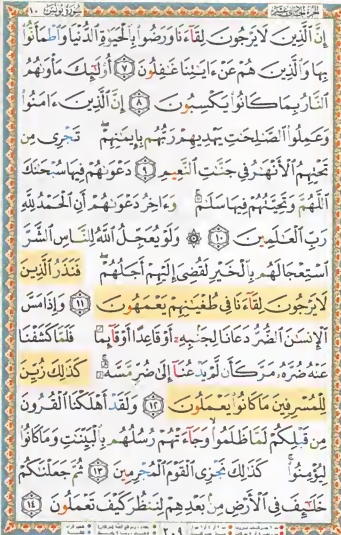 سورة يونس ١٠
إِنَّ ٱلَّذِينَ لَا يَرْجُونَ لِقَآءَنَا وَرَضُوا۟ بِٱلْحَيَوٰةِ ٱلدُّنْيَا وَٱطْمَأَنُّوا۟
بِهَا وَٱلَّذِينَ هُمْ عَنْ ءَايَـٰتِنَا غَـٰفِلُونَ ٧ أُو۟لَـٰٓئِكَ مَأْوَىٰهُمُ
ٱلنَّارُ بِمَا كَانُوا۟ يَكْسِبُونَ ٨ إِنَّ ٱلَّذِينَ ءَامَنُوا۟
وَعَمِلُوا۟ ٱلصَّـٰلِحَـٰتِ يَهْدِيهِمْ رَبُّهُم بِإِيمَـٰنِهِمْ ۖ تَجْرِى مِن
تَحْتِهِمُ ٱلْأَنْهَـٰرُ فِى جَنَّـٰتِ ٱلنَّعِيمِ ٩ دَعْوَىٰهُمْ فِيهَا سُبْحَـٰنَكَ
ٱللَّهُمَّ وَتَحِيَّتُهُمْ فِيهَا سَلَـٰمٌ ۚ وَءَاخِرُ دَعْوَىٰهُمْ أَنِ ٱلْحَمْدُ لِلَّهِ
رَبِّ ٱلْعَـٰلَمِينَ ١٠ ۞ وَلَوْ يُعَجِّلُ ٱللَّهُ لِلنَّاسِ ٱلشَّرَّ
ٱسْتِعْجَالَهُم بِٱلْخَيْرِ لَقُضِىَ إِلَيْهِمْ أَجَلُهُمْ ۖ فَنَذَرُ ٱلَّذِينَ
لَا يَرْجُونَ لِقَآءَنَا فِى طُغْيَـٰنِهِمْ يَعْمَهُونَ ١١ وَإِذَا مَسَّ
ٱلْإِنسَـٰنَ ٱلضُّرُّ دَعَانَا لِجَنۢبِهِۦٓ أَوْ قَاعِدًا أَوْ قَآئِمًا فَلَمَّا كَشَفْنَا
عَنْهُ ضُرَّهُۥ مَرَّ كَأَن لَّمْ يَدْعُنَآ إِلَىٰ ضُرٍّ مَّسَّهُۥ ۚ كَذَٰلِكَ زُيِّنَ
لِلْمُسْرِفِينَ مَا كَانُوا۟ يَعْمَلُونَ ١٢ وَلَقَدْ أَهْلَكْنَا ٱلْقُرُونَ
مِن قَبْلِكُمْ لَمَّا ظَلَمُوا۟ ۙ وَجَآءَتْهُمْ رُسُلُهُم بِٱلْبَيِّنَـٰتِ وَمَا كَانُوا۟
لِيُؤْمِنُوا۟ ۚ كَذَٰلِكَ نَجْزِى ٱلْقَوْمَ ٱلْمُجْرِمِينَ ١٣ ثُمَّ جَعَلْنَـٰكُمْ
خَلَـٰٓئِفَ فِى ٱلْأَرْضِ مِنۢ بَعْدِهِمْ لِنَنظُرَ كَيْفَ تَعْمَلُونَ ١٤
٢٠٩